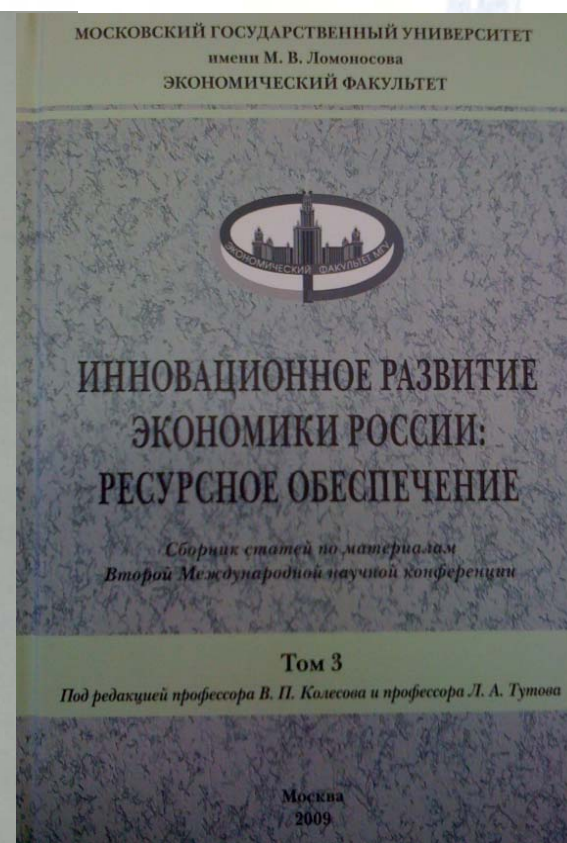 МОСКОВСКИЙ ГОСУДАРСТВЕННЫЙ УНИВЕРСИТЕТ
имени М. В. Ломоносова
ЭКОНОМИЧЕСКИЙ ФАКУЛЬТЕТ
ЭКОНОМИЧЕСКИЙ ФАКУЛЬТЕТ МГУ
ИННОВАЦИОННОЕ РАЗВИТИЕ
ЭКОНОМИКИ РОССИИ:
РЕСУРСНОЕ ОБЕСПЕЧЕНИЕ
Сборник статей по материалам
Второй Международной научной конференции
Том 3
Под редакцией профессора В. П. Колесова и профессора Л. А. Тутова
Москва
2009